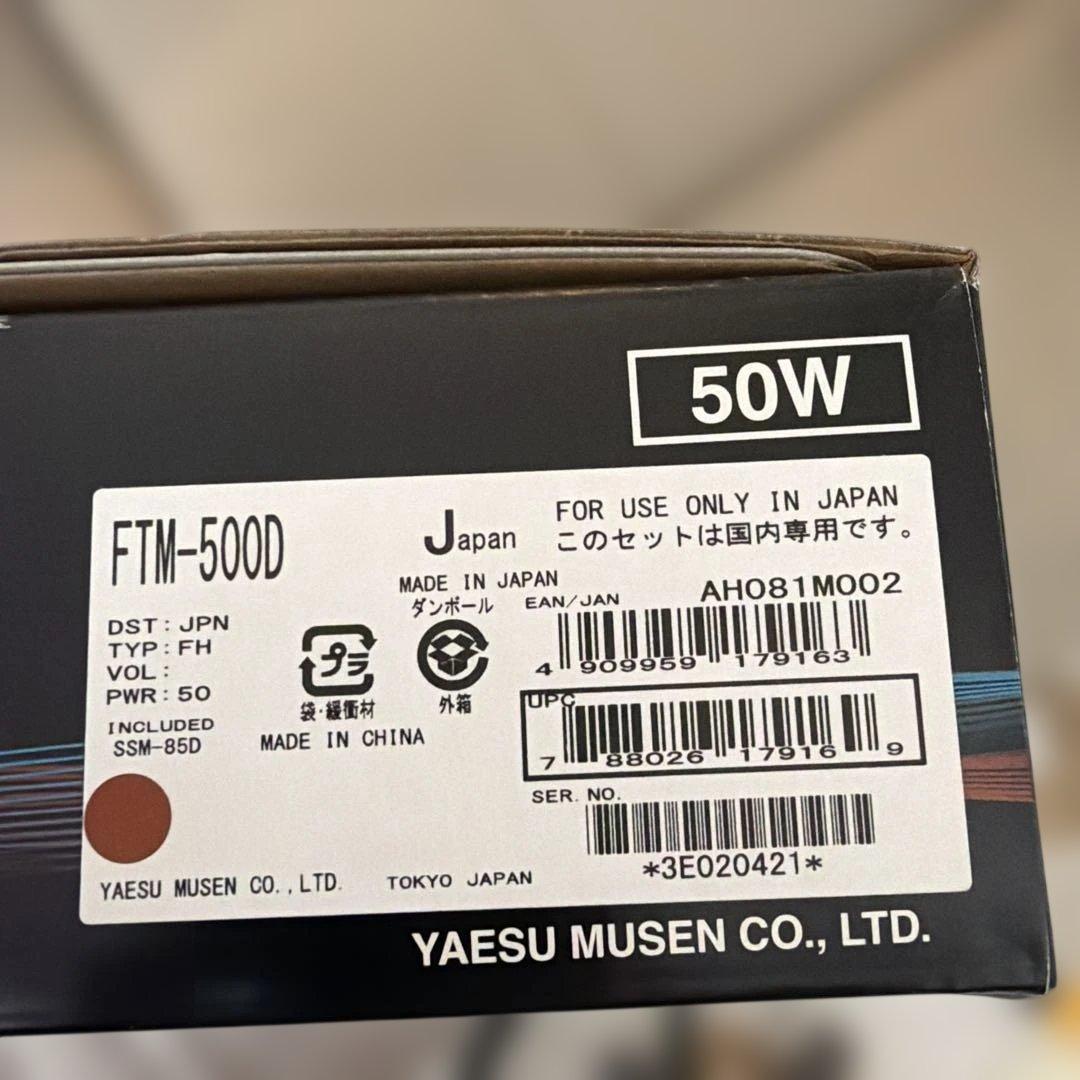 50W
FTM-500D
Japan
FOR USE ONLY IN JAPAN
このセットは国内専用です。
MADE IN JAPAN
AH081M002
DST: JPN
TYP: FH
VOL:
PWR: 50
INCLUDED
SSM-85D
ダンボール
プラ
袋・緩衝材
外箱
MADE IN CHINA
EAN/JAN
4 909959 179163
UPC
7 88026 17916 9
SER. NO.
*3E020421*
YAESU MUSEN CO.,LTD. TOKYO JAPAN
YAESU MUSEN CO., LTD.